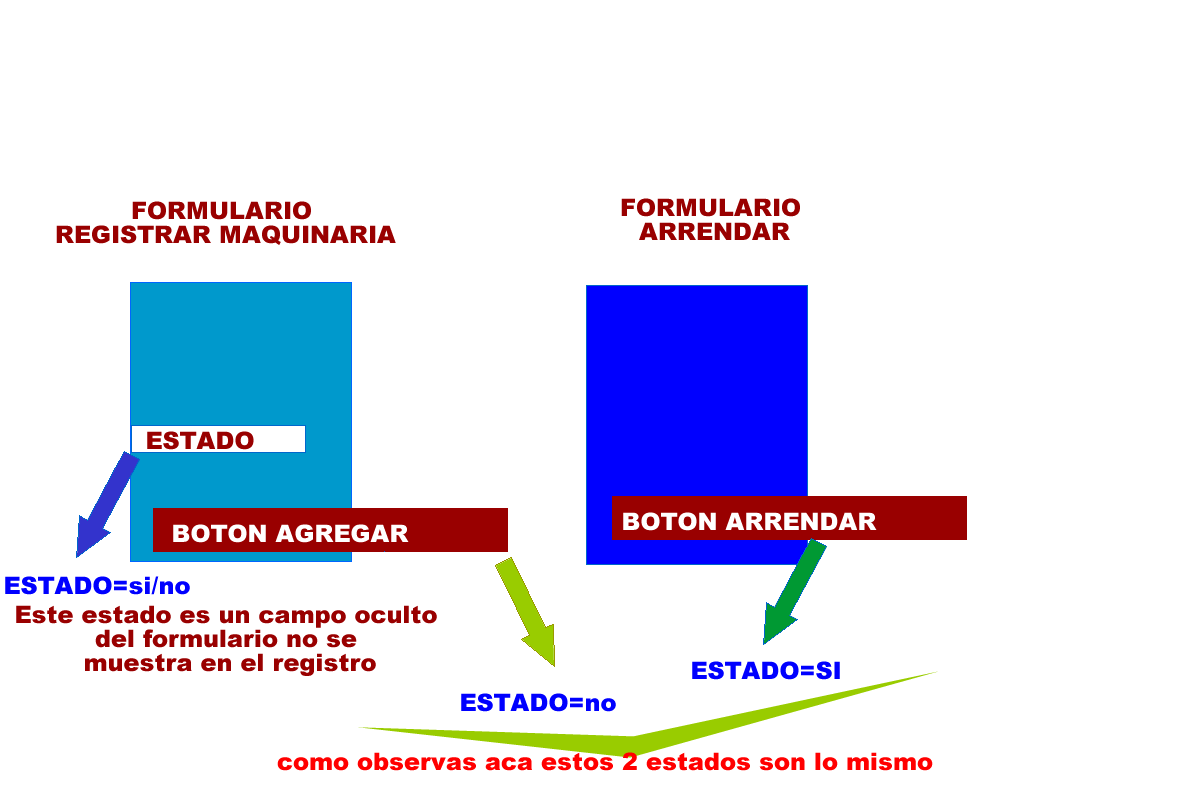 FORMULARIO
REGISTRAR MAQUINARIA
FORMULARIO
ARRENDAR
ESTADO
BOTON AGREGAR
BOTON ARRENDAR
ESTADO=si/no
Este estado es un campo oculto
del formulario no se
muestra en el registro
ESTADO=SI
ESTADO=no
como observas aca estos 2 estados son lo mismo